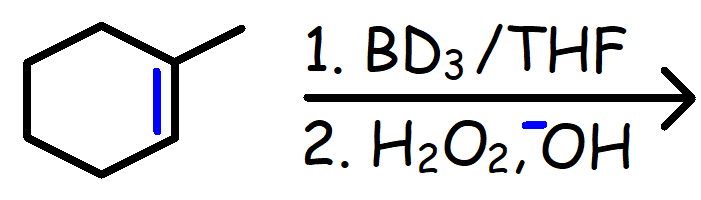 1. BD₃/THF
2. H₂O₂, ⁻OH